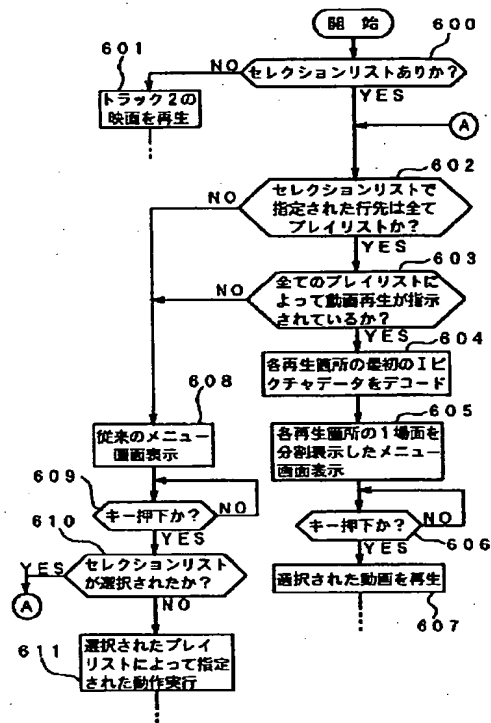 開 始
600
セレクションリストありか?
NO
YES
601
トラック2の
映画を再生
A
602
セレクションリストで
指定された行先は全て
プレイリストか?
NO
YES
603
全てのプレイリストに
よって動画再生が指示
されているか?
NO
YES
604
各再生箇所の最初のIピ
クチャデータをデコード
605
各再生箇所の1場面を
分割表示したメニュー
画面表示
キー押下か?
NO
606
YES
選択された動画を再生
607
608
従来のメニュー
画面表示
609
キー押下か?
NO
YES
610
セレクションリスト
が選択されたか?
YES
A
NO
611
選択されたプレイ
リストによって指定
された動作実行